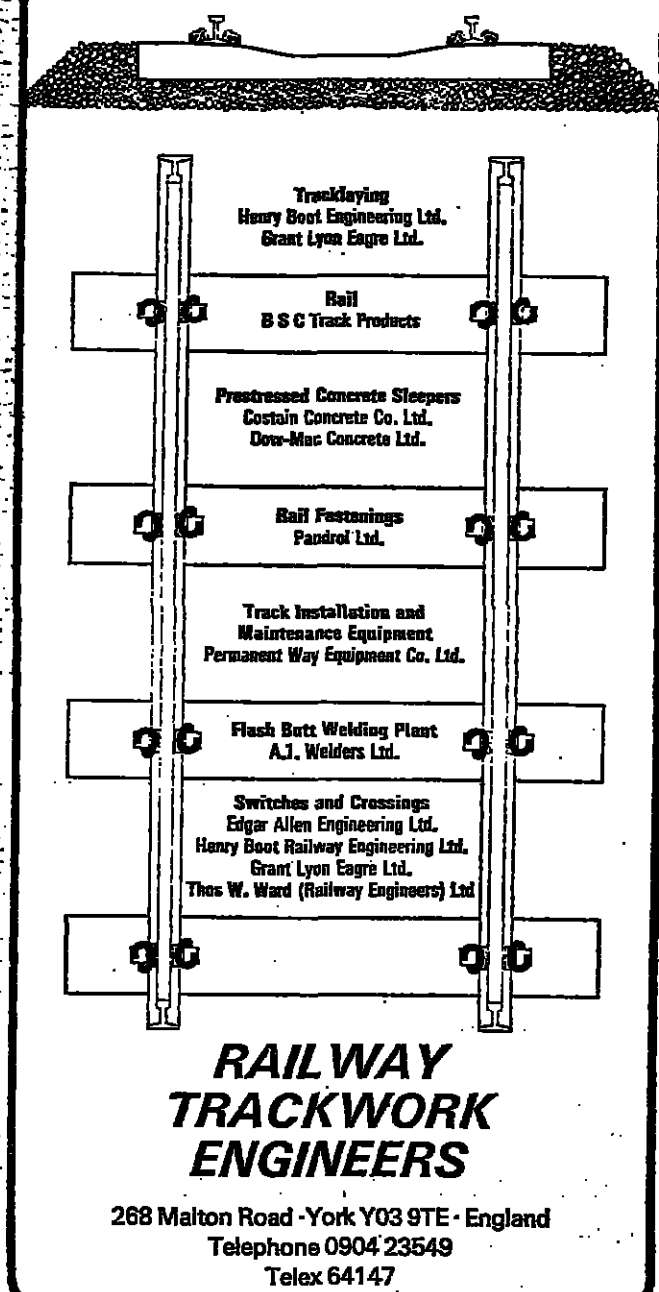 Tracklaying
Henry Boot Engineering Ltd.
Grant Lyon Eagre Ltd.
Rail
B S C Track Products
Prestressed Concrete Sleepers
Costain Concrete Co. Ltd.
Dow-Mac Concrete Ltd.
Rail Fastenings
Pandrol Ltd.
Track Installation and
Maintenance Equipment
Permanent Way Equipment Co. Ltd.
Flash Butt Welding Plant
A.I. Welders Ltd.
Switches and Crossings
Edgar Allen Engineering Ltd.
Henry Boot Railway Engineering Ltd.
Grant Lyon Eagre Ltd.
Thos W. Ward (Railway Engineers) Ltd
RAILWAY
TRACKWORK
ENGINEERS
268 Malton Road - York Y03 9TE - England
Telephone 0904 23549
Telex 64147